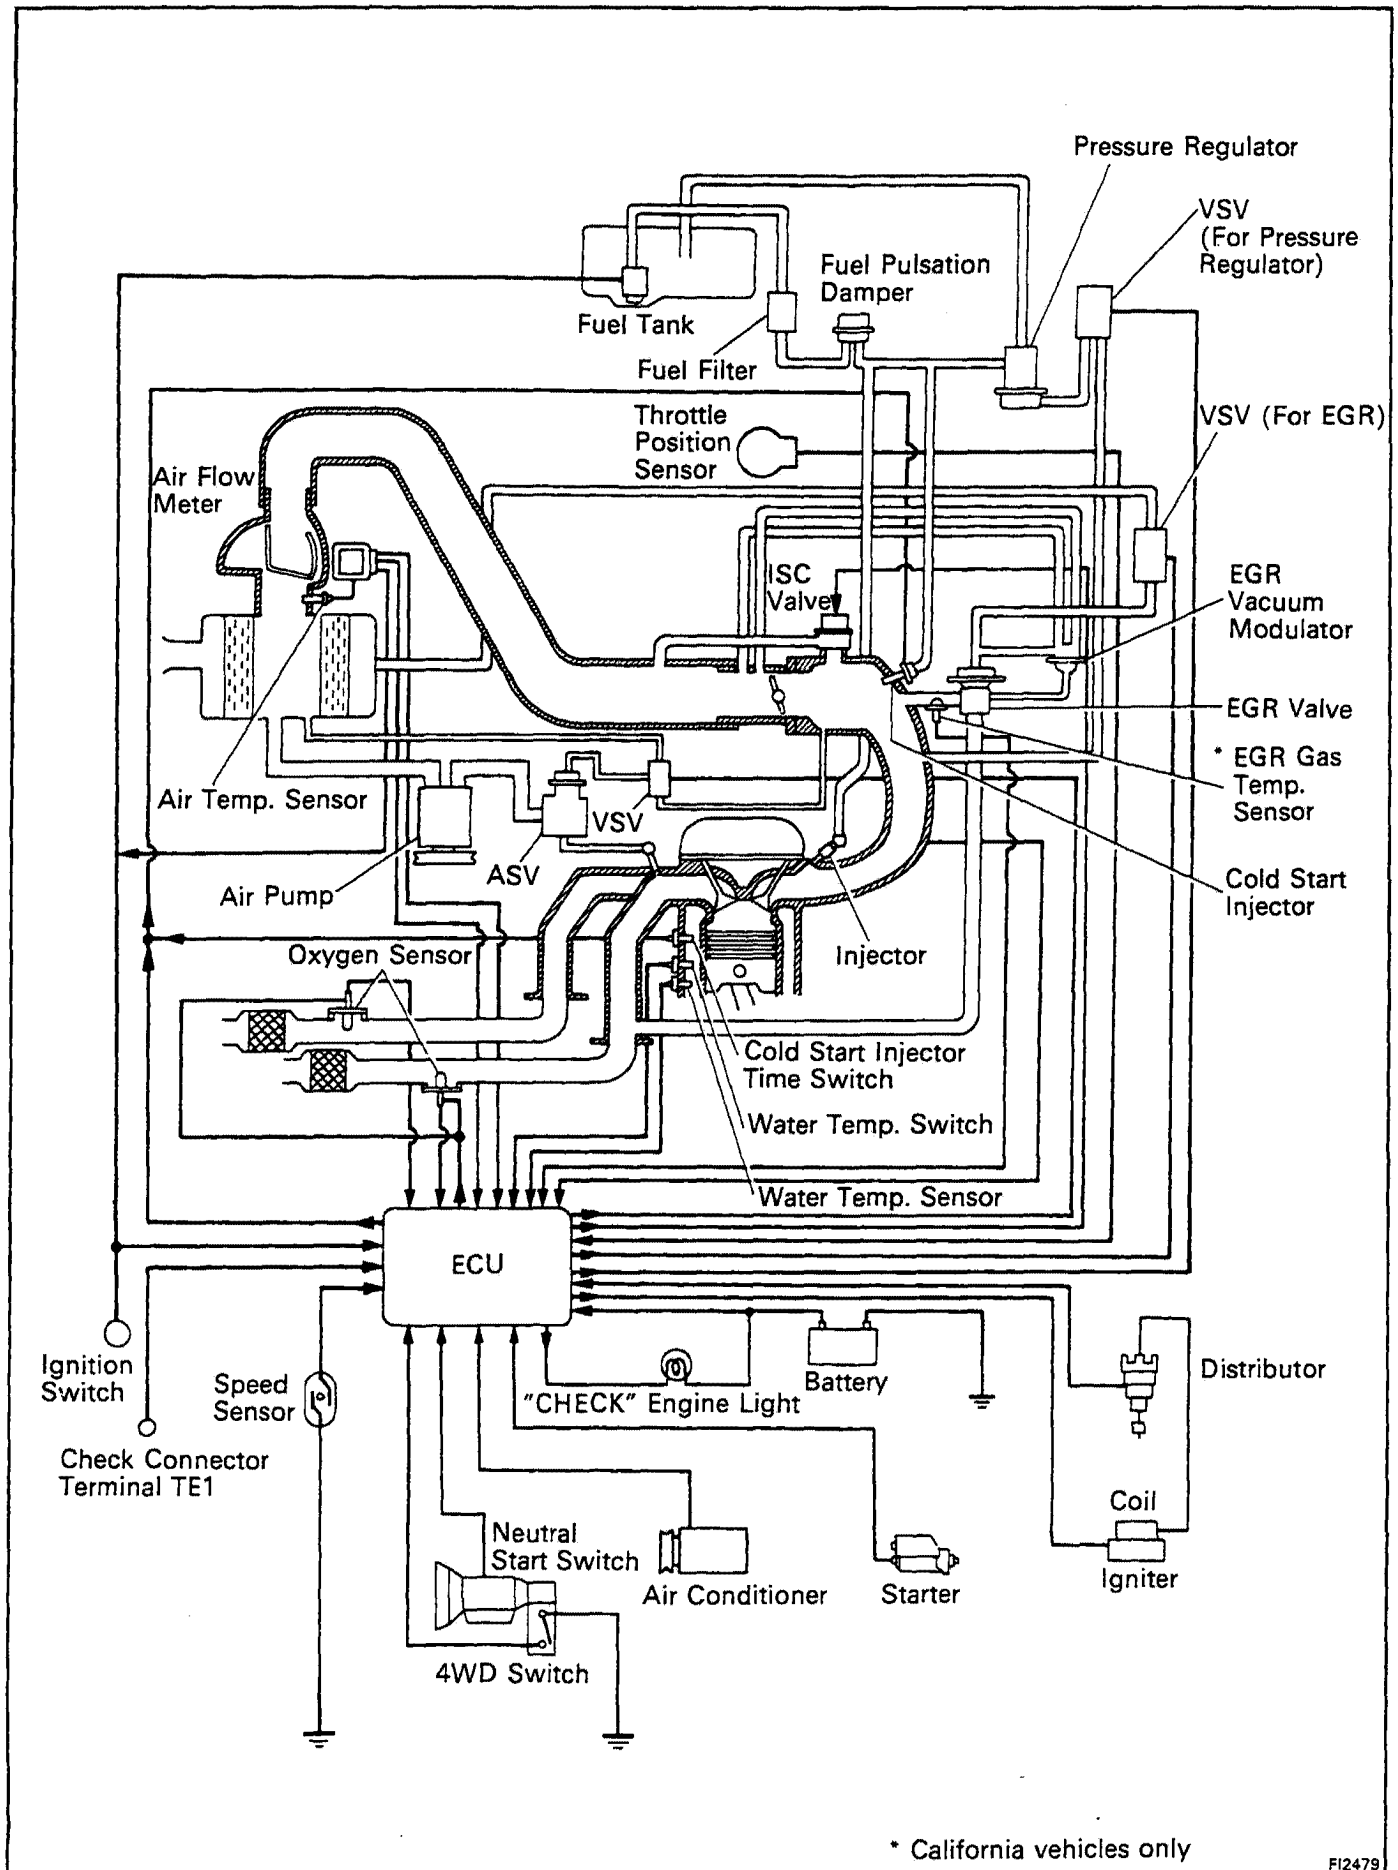 Pressure Regulator
VSV
(For Pressure
Regulator)
Fuel Pulsation
Damper
Fuel Tank
Fuel Filter
Throttle
Position
Sensor
VSV (For EGR)
Air Flow
Meter
ISC
Valve
EGR
Vacuum
Modulator
EGR Valve
* EGR Gas
Temp.
Sensor
Air Temp. Sensor
VSV
ASV
Air Pump
Cold Start
Injector
Oxygen Sensor
Injector
Cold Start Injector
Time Switch
Water Temp. Switch
Water Temp. Sensor
ECU
Ignition
Switch
Speed
Sensor
"CHECK" Engine Light
Battery
Distributor
Check Connector
Terminal TE1
Coil
Igniter
Neutral
Start Switch
Air Conditioner
Starter
4WD Switch
* California vehicles only
FI2479